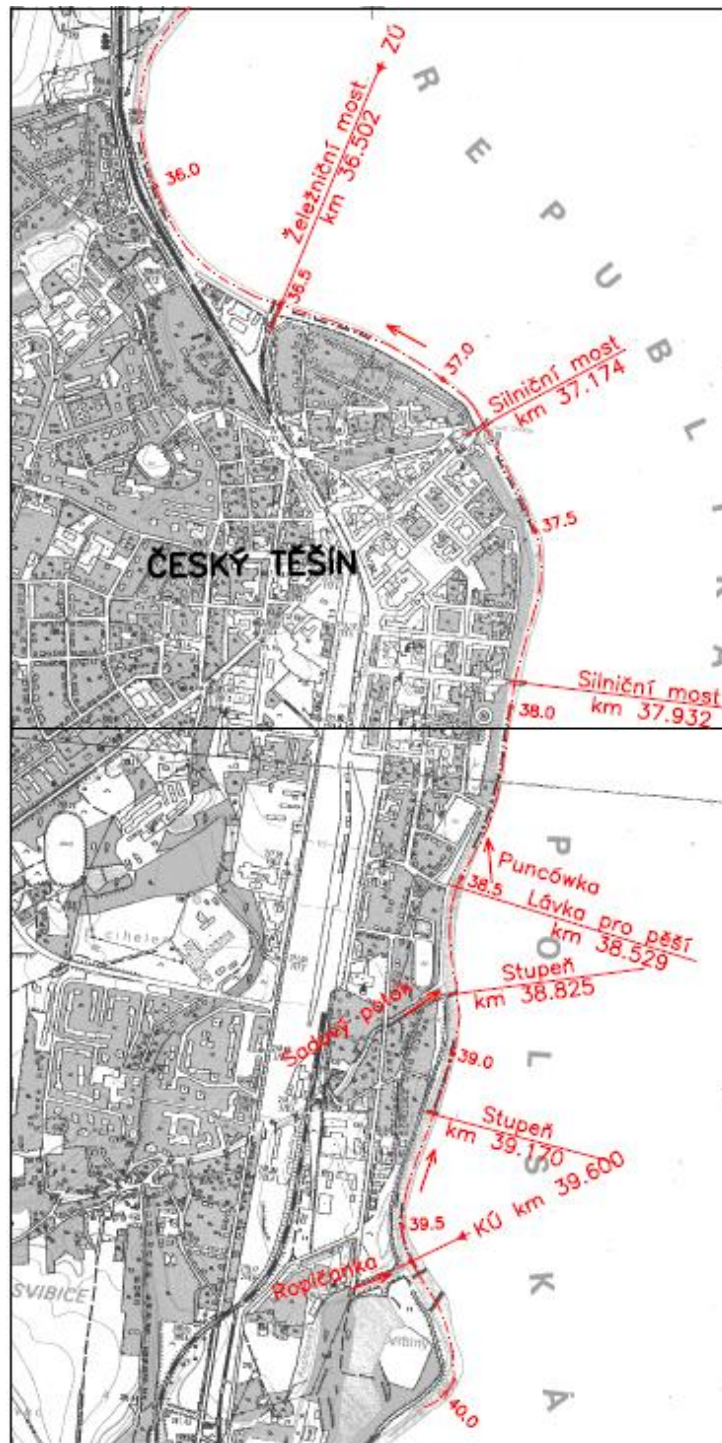 ZÚ
REPUBLIKA
Železniční most
km 36.502
36.0
36.5
37.0
Silniční most
km 37.174
37.5
ČESKÝ TĚŠÍN
Silniční most
km 37.932
38.0
POLSKÁ
Puncówka
38.5
Lávka pro pěší
km 38.529
Stupeň
km 38.825
Sadový potok
39.0
Stupeň
km 39.170
KÚ km 39.600
39.5
Ropičanka
SVIBICE
40.0